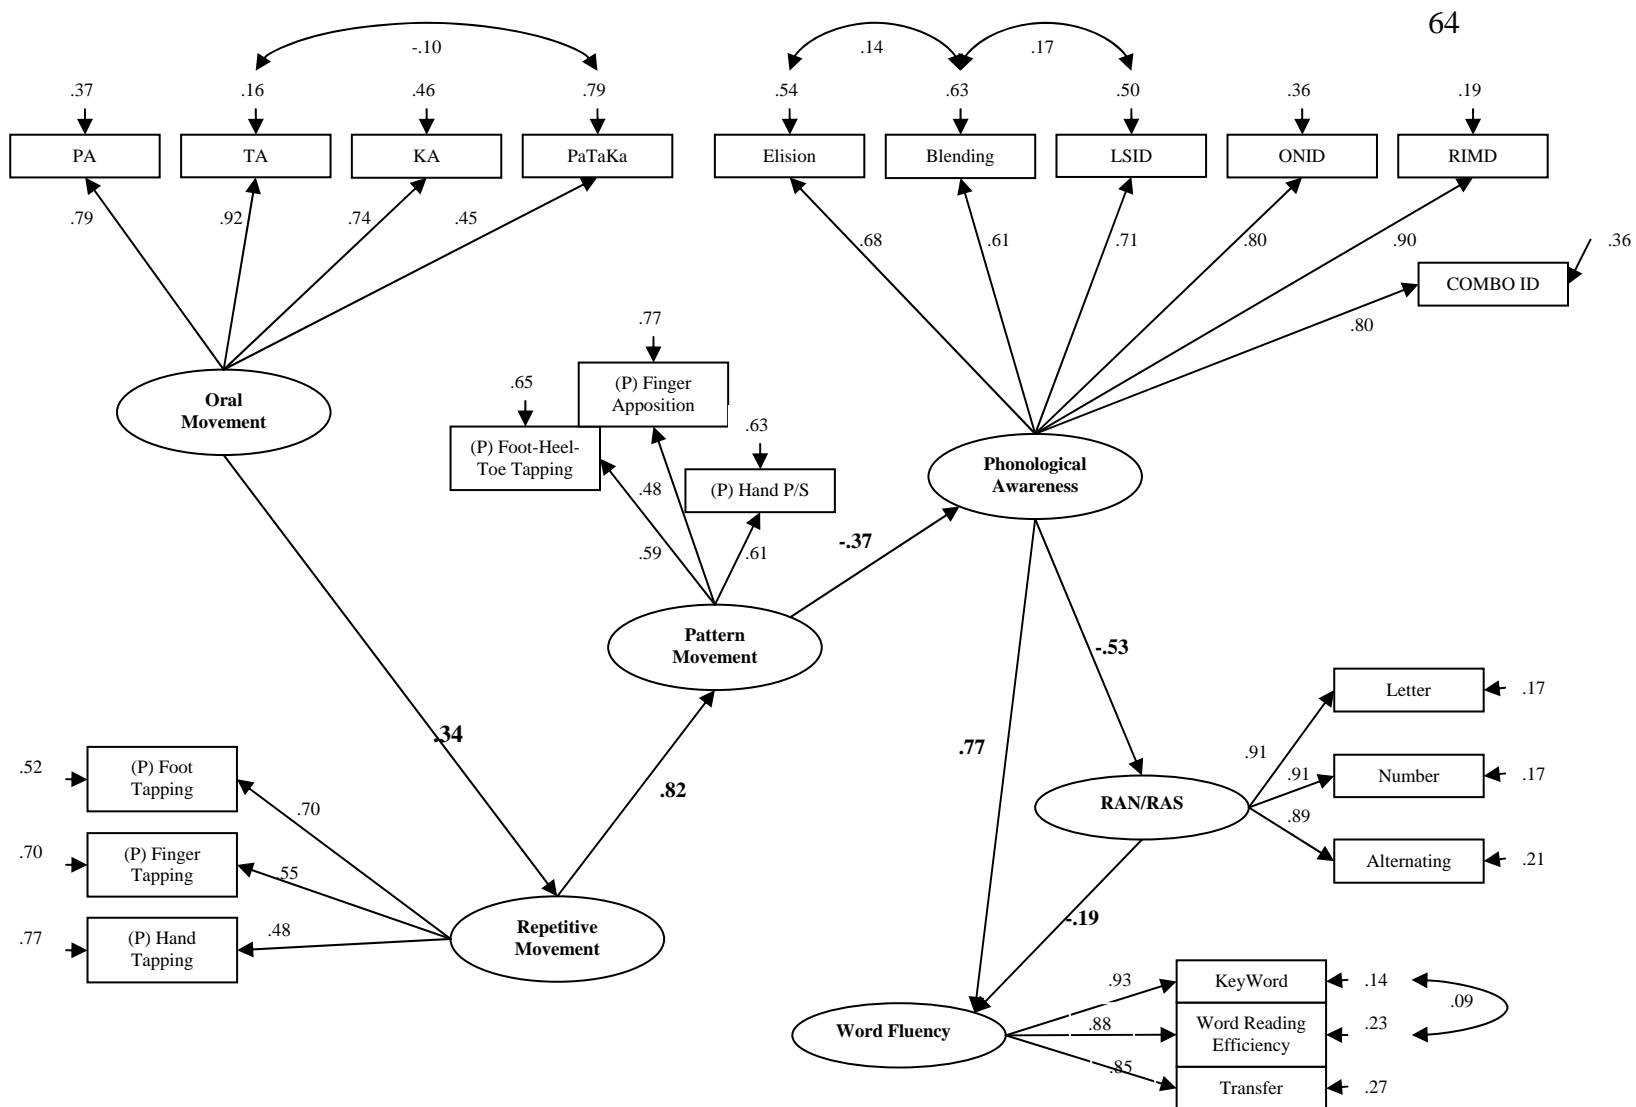 64
-.10
.14
.17
.37
.16
.46
.79
.54
.63
.50
.36
.19
PA
TA
KA
PaTaKa
Elision
Blending
LSID
ONID
RIMD
.79
.92
.74
.45
.68
.61
.71
.80
.90
.36
COMBO ID
.80
.77
(P) Finger
Apposition
.65
(P) Foot-Heel-
Toe Tapping
.63
(P) Hand P/S
Oral
Movement
Phonological
Awareness
.48
.59
.61
-.37
Pattern
Movement
-.53
.34
.82
.77
Letter
.17
.91
Number
.17
.91
RAN/RAS
.89
Alternating
.21
.52
(P) Foot
Tapping
.70
.70
(P) Finger
Tapping
.55
.77
(P) Hand
Tapping
.48
Repetitive
Movement
-.19
Word Fluency
.93
KeyWord
.14
.09
.88
Word Reading
Efficiency
.23
.85
Transfer
.27